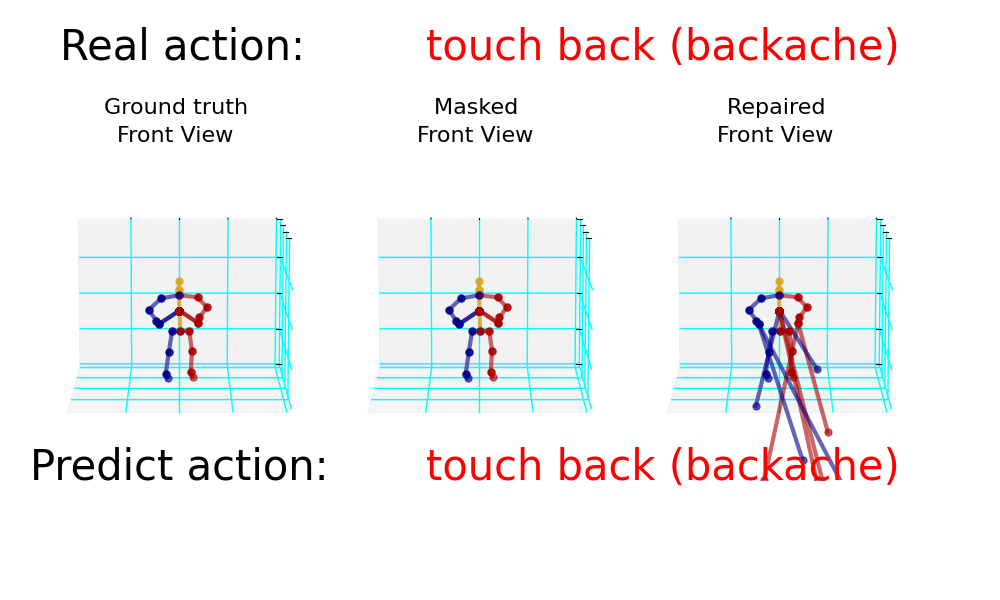 Real action: touch back (backache)
Ground truth Masked Repaired
Front View Front View Front View
Predict action: touch back (backache)